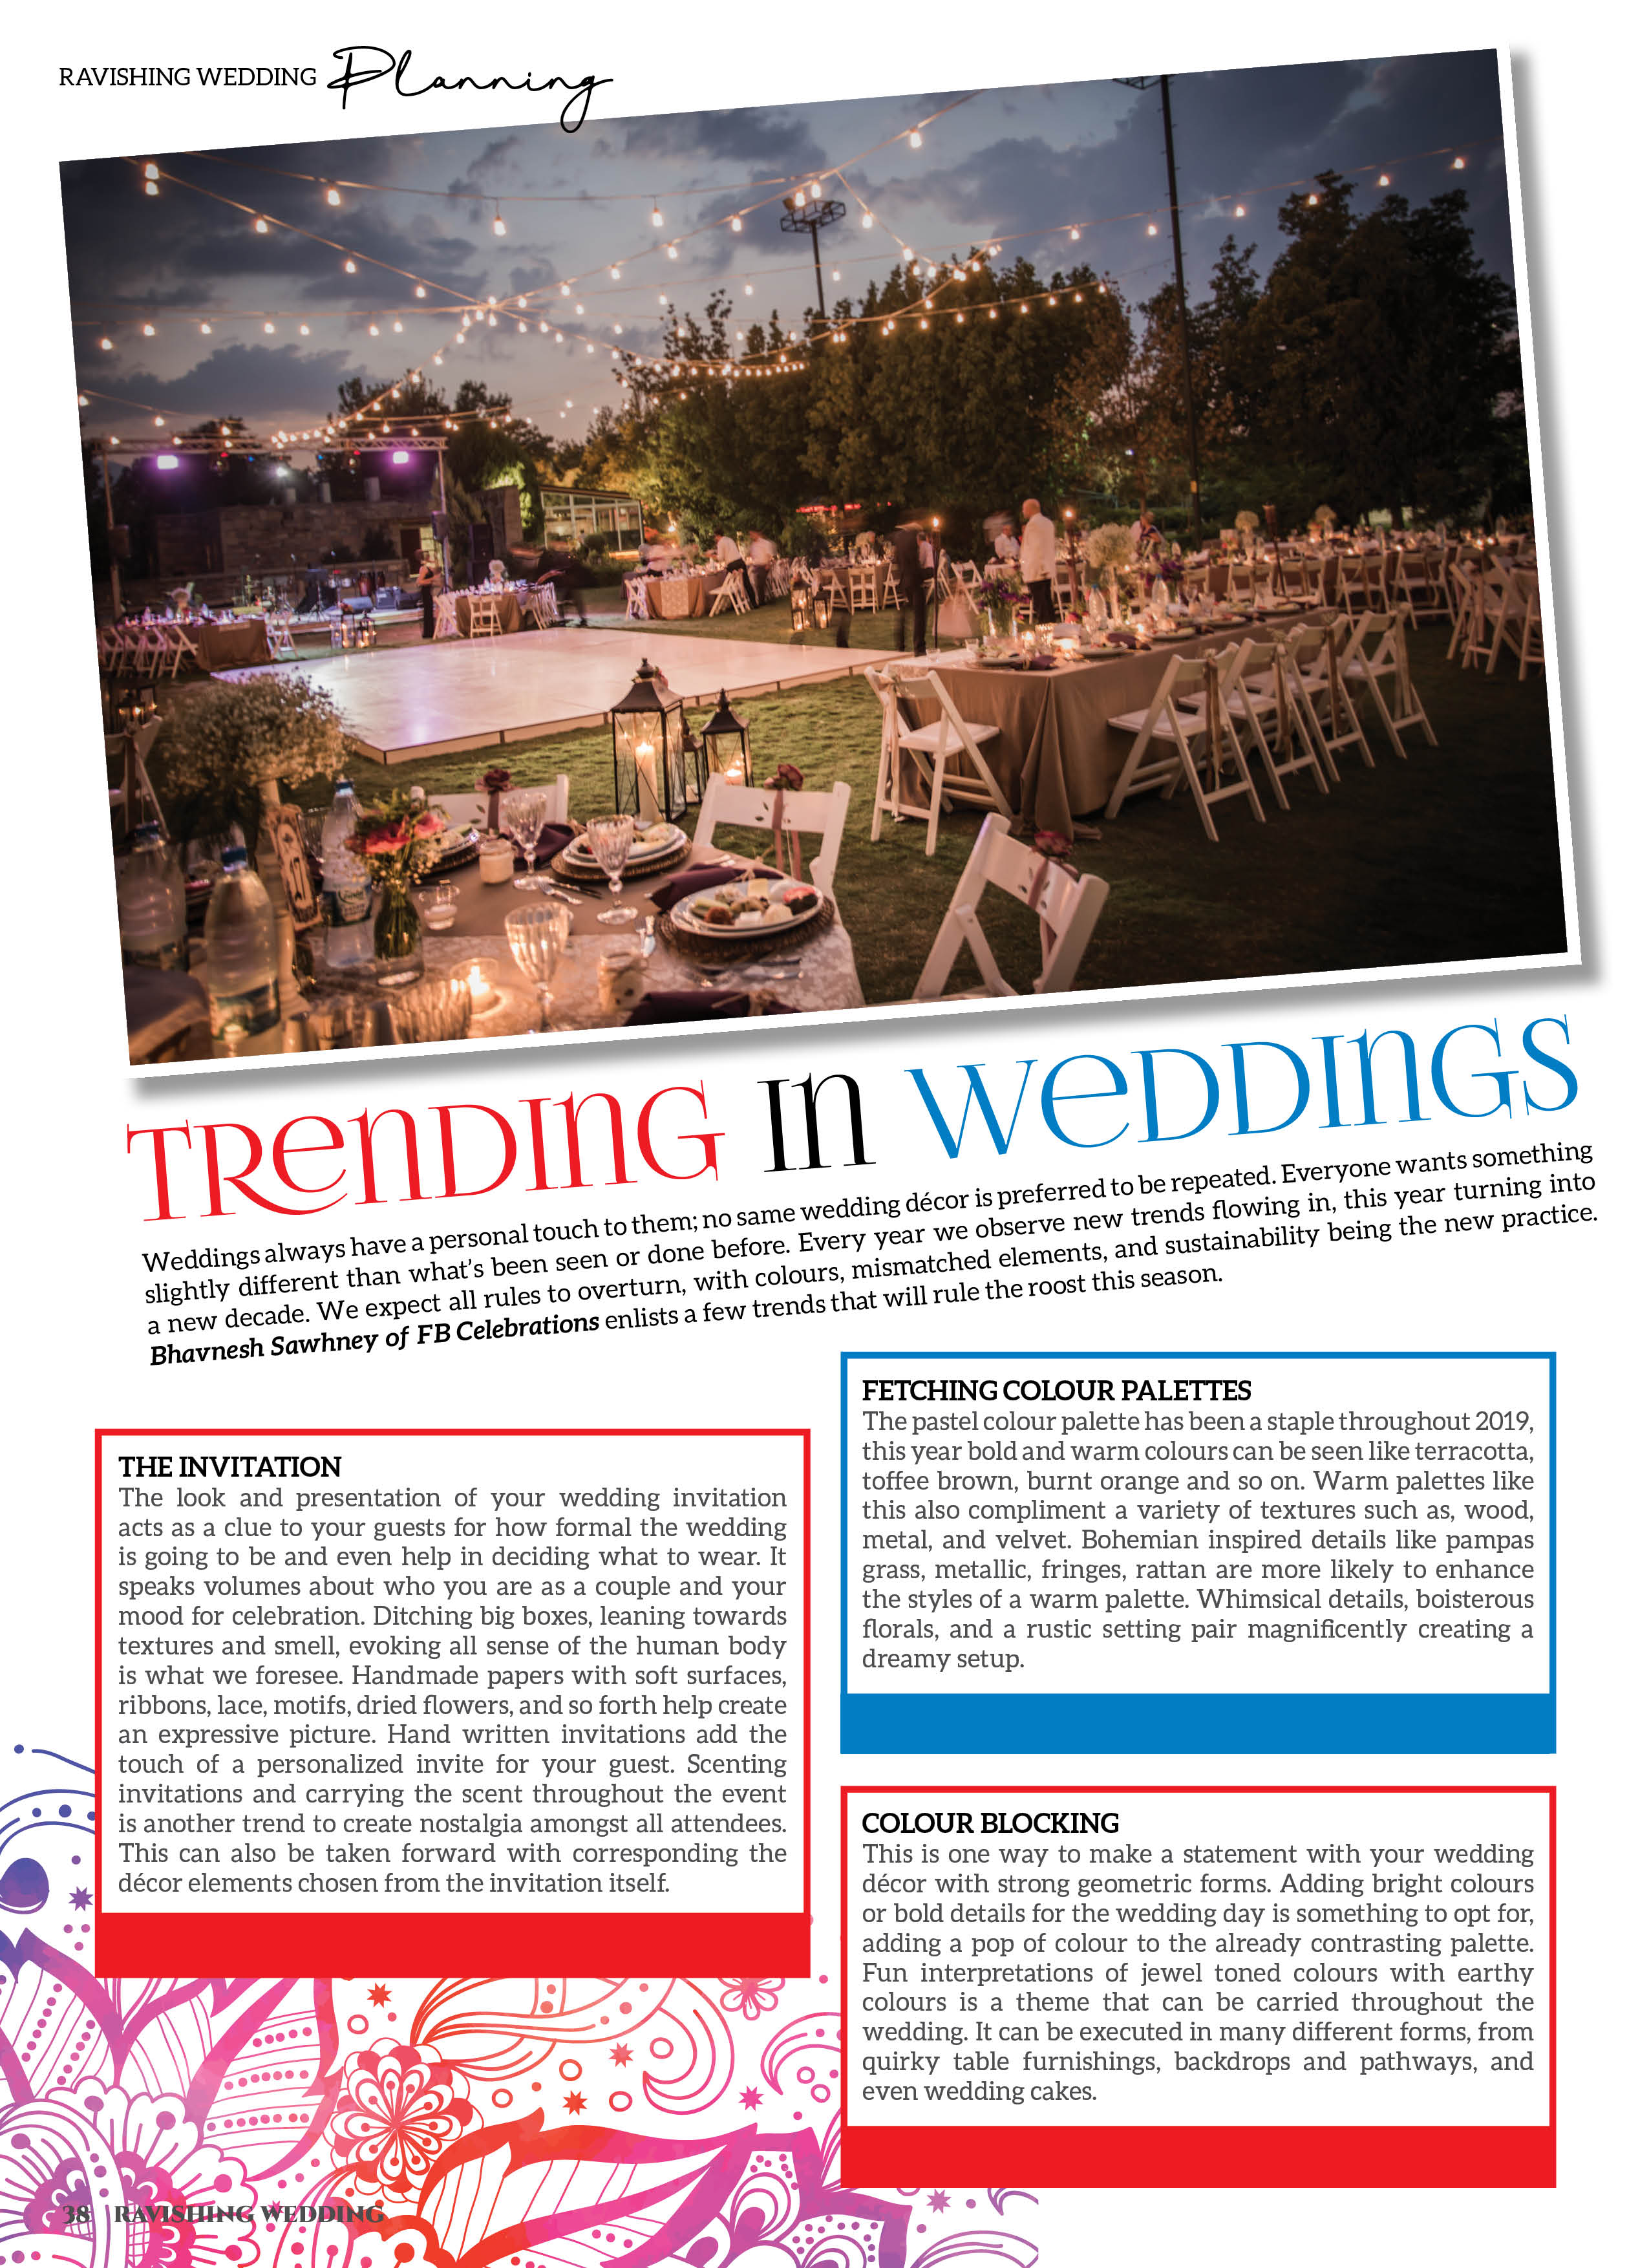 RAVISHING WEDDING Planning
TRENDING IN WEDDINGS
Weddings always have a personal touch to them; no same wedding décor is preferred to be repeated. Everyone wants something
slightly different than what's been seen or done before. Every year we observe new trends flowing in, this year turning into
a new decade. We expect all rules to overturn, with colours, mismatched elements, and sustainability being the new practice.
Bhavnesh Sawhney of FB Celebrations enlists a few trends that will rule the roost this season.
THE INVITATION
The look and presentation of your wedding invitation
acts as a clue to your guests for how formal the wedding
is going to be and even help in deciding what to wear. It
speaks volumes about who you are as a couple and your
mood for celebration. Ditching big boxes, leaning towards
textures and smell, evoking all sense of the human body
is what we foresee. Handmade papers with soft surfaces,
ribbons, lace, motifs, dried flowers, and so forth help create
an expressive picture. Hand written invitations add the
touch of a personalized invite for your guest. Scenting
invitations and carrying the scent throughout the event
is another trend to create nostalgia amongst all attendees.
This can also be taken forward with corresponding the
décor elements chosen from the invitation itself.
FETCHING COLOUR PALETTES
The pastel colour palette has been a staple throughout 2019,
this year bold and warm colours can be seen like terracotta,
toffee brown, burnt orange and so on. Warm palettes like
this also compliment a variety of textures such as, wood,
metal, and velvet. Bohemian inspired details like pampas
grass, metallic, fringes, rattan are more likely to enhance
the styles of a warm palette. Whimsical details, boisterous
florals, and a rustic setting pair magnificently creating a
dreamy setup.
COLOUR BLOCKING
This is one way to make a statement with your wedding
décor with strong geometric forms. Adding bright colours
or bold details for the wedding day is something to opt for,
adding a pop of colour to the already contrasting palette.
Fun interpretations of jewel toned colours with earthy
colours is a theme that can be carried throughout the
wedding. It can be executed in many different forms, from
quirky table furnishings, backdrops and pathways, and
even wedding cakes.
38 RAVISHING WEDDING